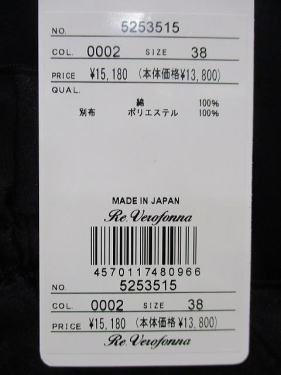 NO. 5253515
COL. 0002 SIZE 38
PRICE ¥15,180 (本体価格¥13,800)
QUAL.
綿 100%
別布 ポリエステル 100%
MADE IN JAPAN
Re.Verofonna
4570117480966
NO. 5253515
COL. 0002 SIZE 38
PRICE ¥15,180 (本体価格¥13,800)
Re.Verofonna